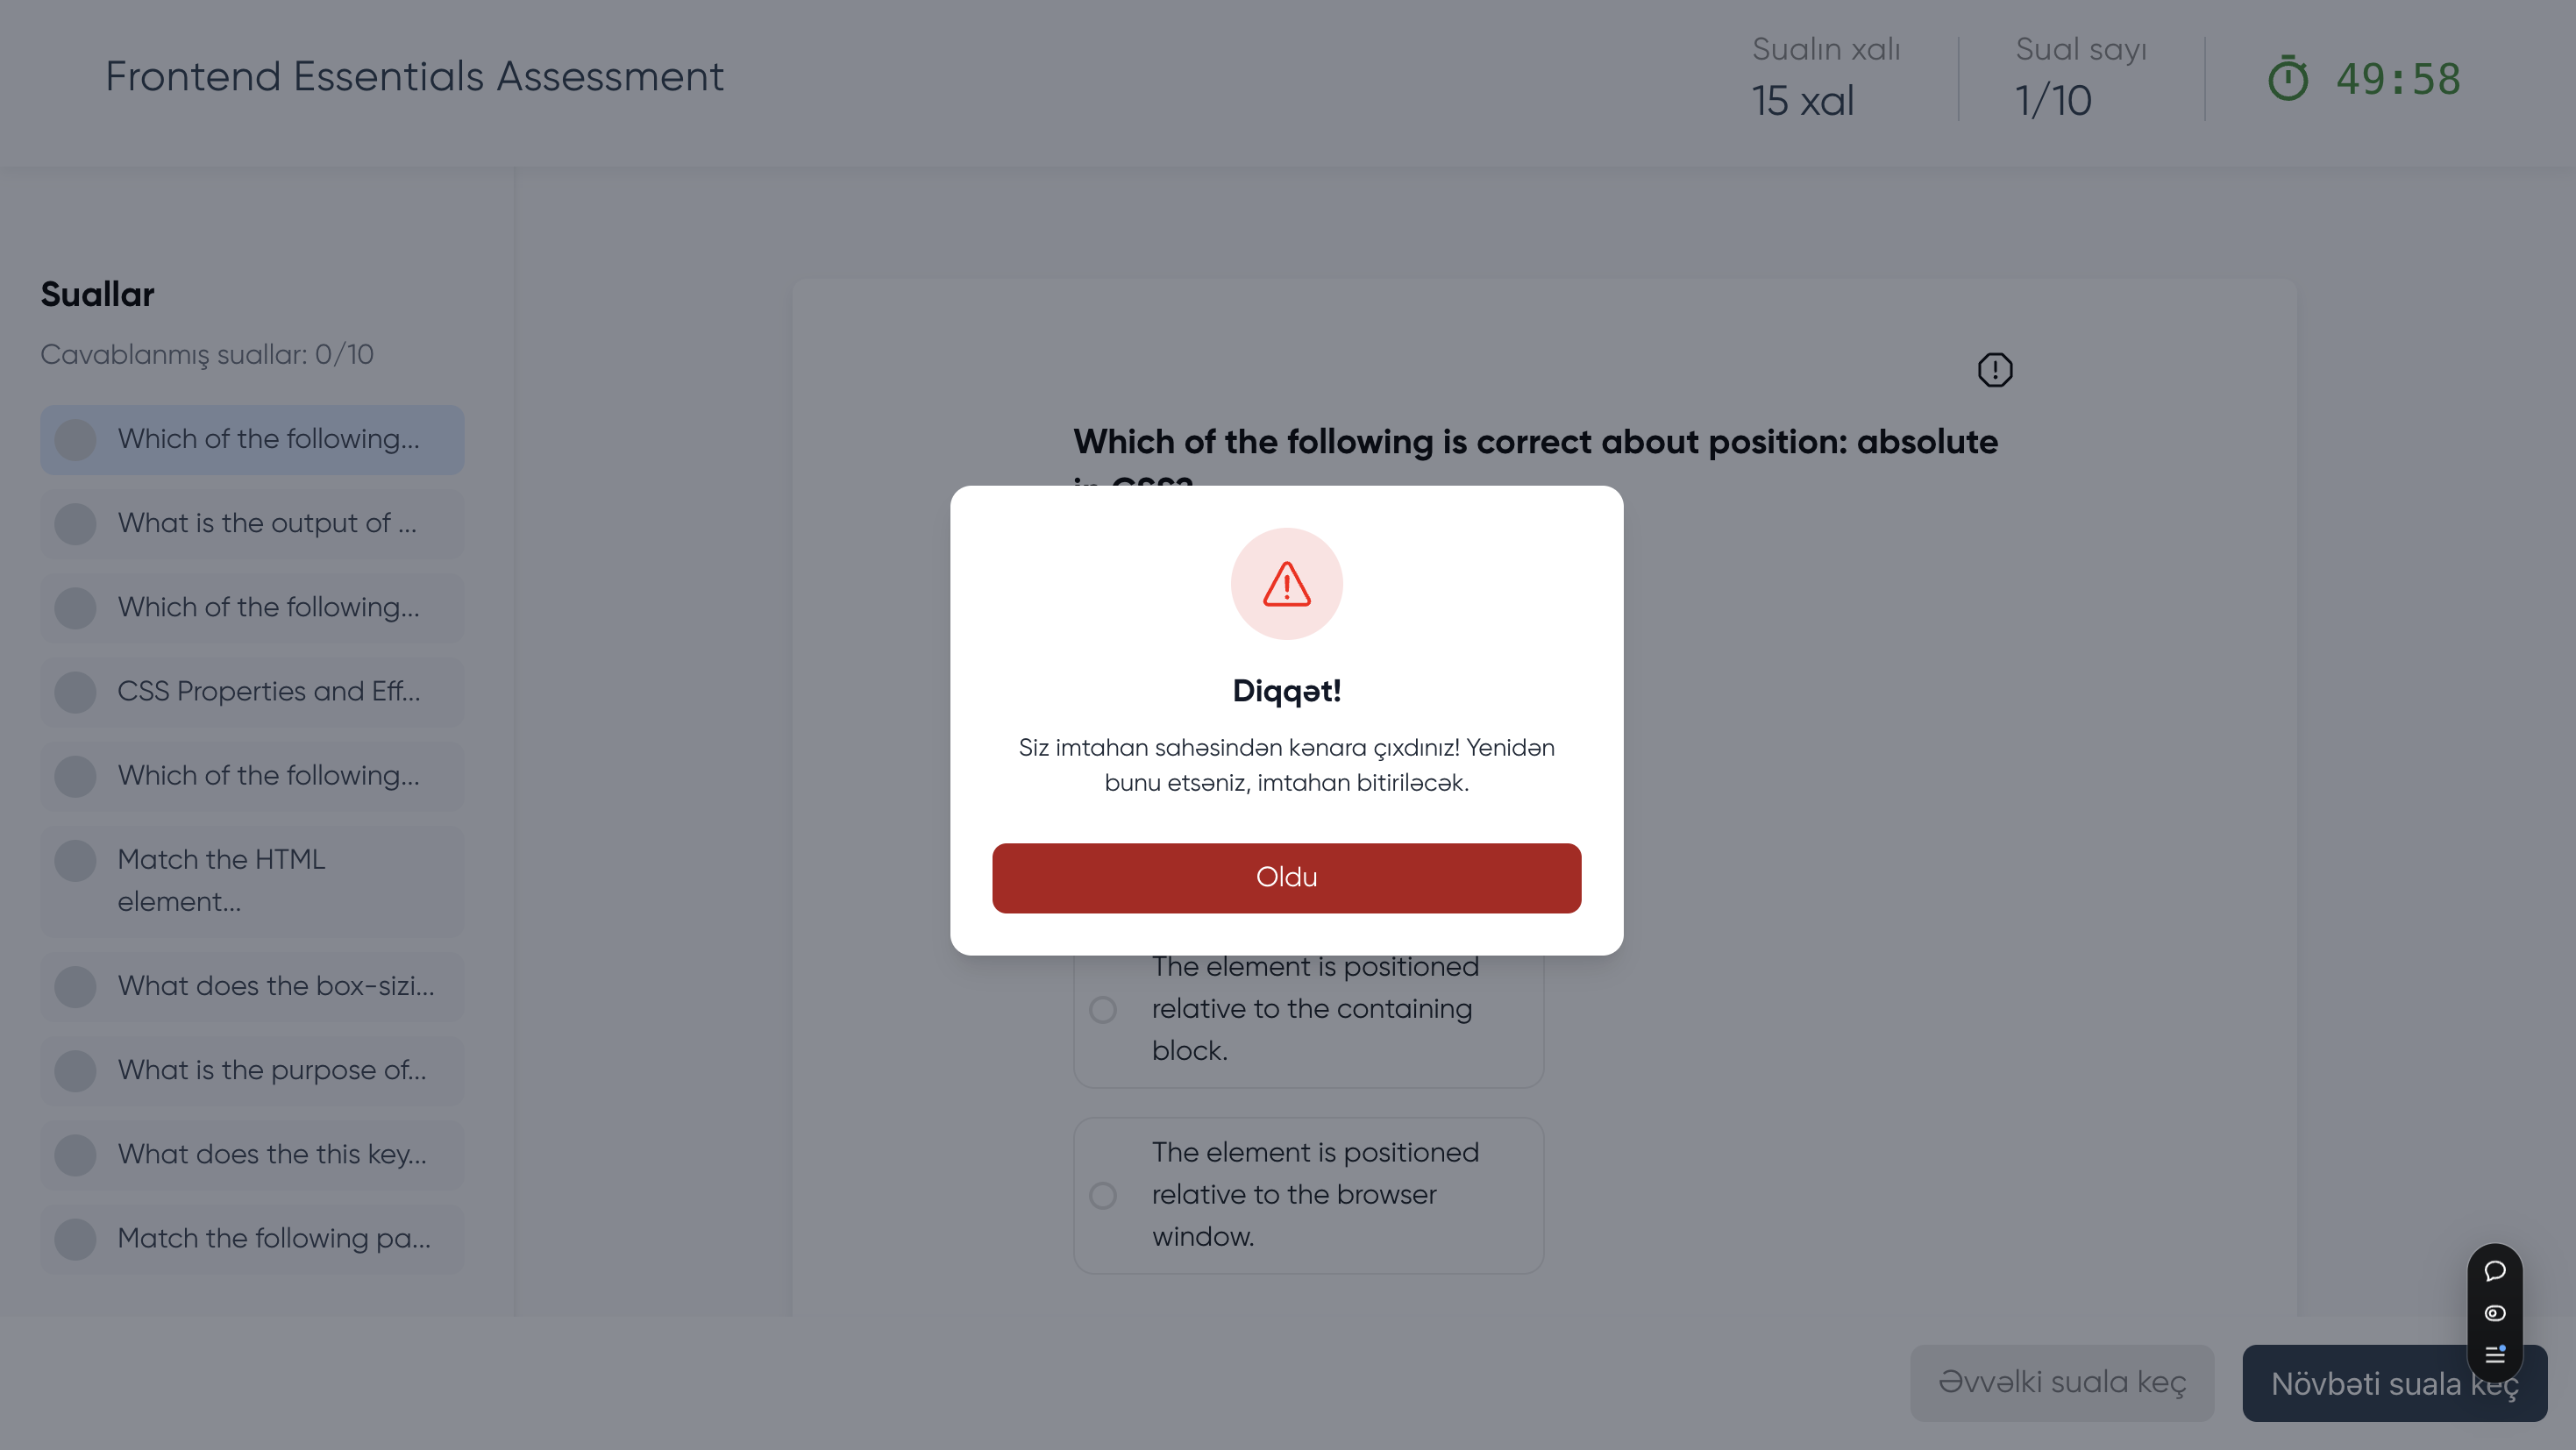 Frontend Essentials Assessment
Sualın xalı
15 xal
Sual sayı
1/10
49:58
Suallar
Cavablanmış suallar: 0/10
Which of the following...
What is the output of ...
Which of the following...
CSS Properties and Eff...
Which of the following...
Match the HTML
element...
What does the box-sizi...
What is the purpose of...
What does the this key...
Match the following pa...
Which of the following is correct about position: absolute
in CSS?
Diqqət!
Siz imtahan sahəsindən kənara çıxdınız! Yenidən
bunu etsəniz, imtahan bitiriləcək.
Oldu
The element is positioned
relative to the containing
block.
The element is positioned
relative to the browser
window.
Əvvəlki suala keç
Növbəti suala keç